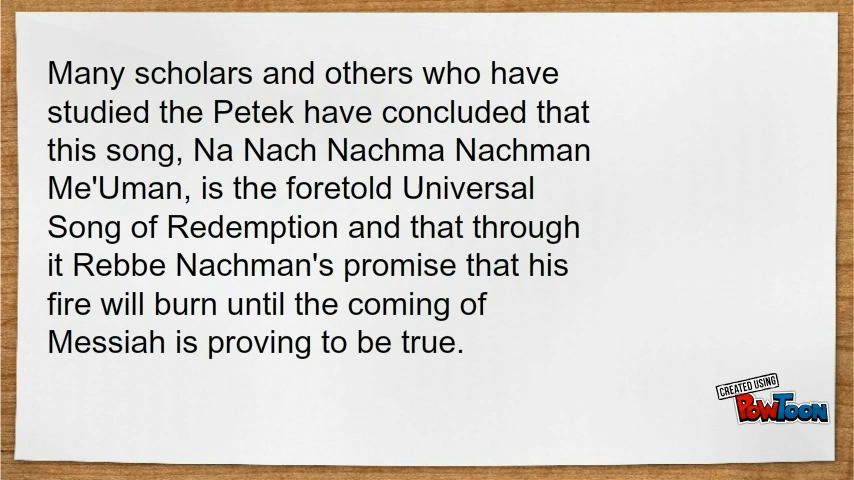 Many scholars and others who have
studied the Petek have concluded that
this song, Na Nach Nachma Nachman
Me'Uman, is the foretold Universal
Song of Redemption and that through
it Rebbe Nachman's promise that his
fire will burn until the coming of
Messiah is proving to be true.
CREATED USING
POWTOON